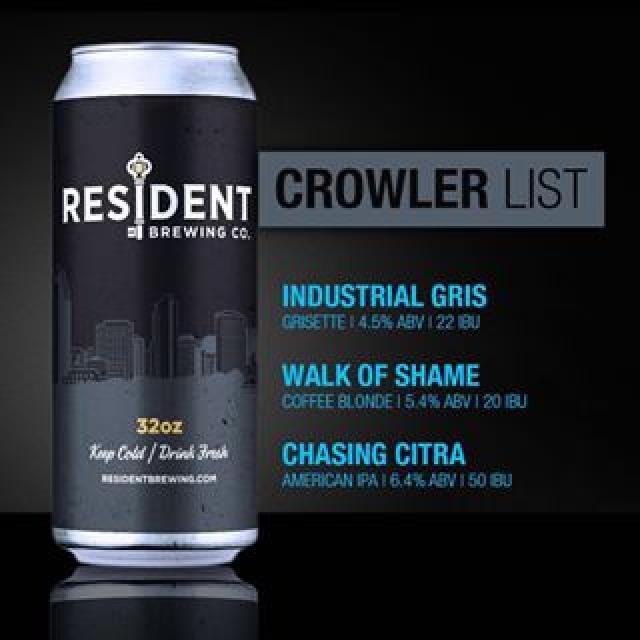 RESIDENT
BREWING CO.
32oz
Keep Cold / Drink Fresh
RESIDENTBREWING.COM
CROWLER LIST
INDUSTRIAL GRIS
GRISETTE | 4.5% ABV | 22 IBU
WALK OF SHAME
COFFEE BLONDE | 5.4% ABV | 20 IBU
CHASING CITRA
AMERICAN IPA | 6.4% ABV | 50 IBU